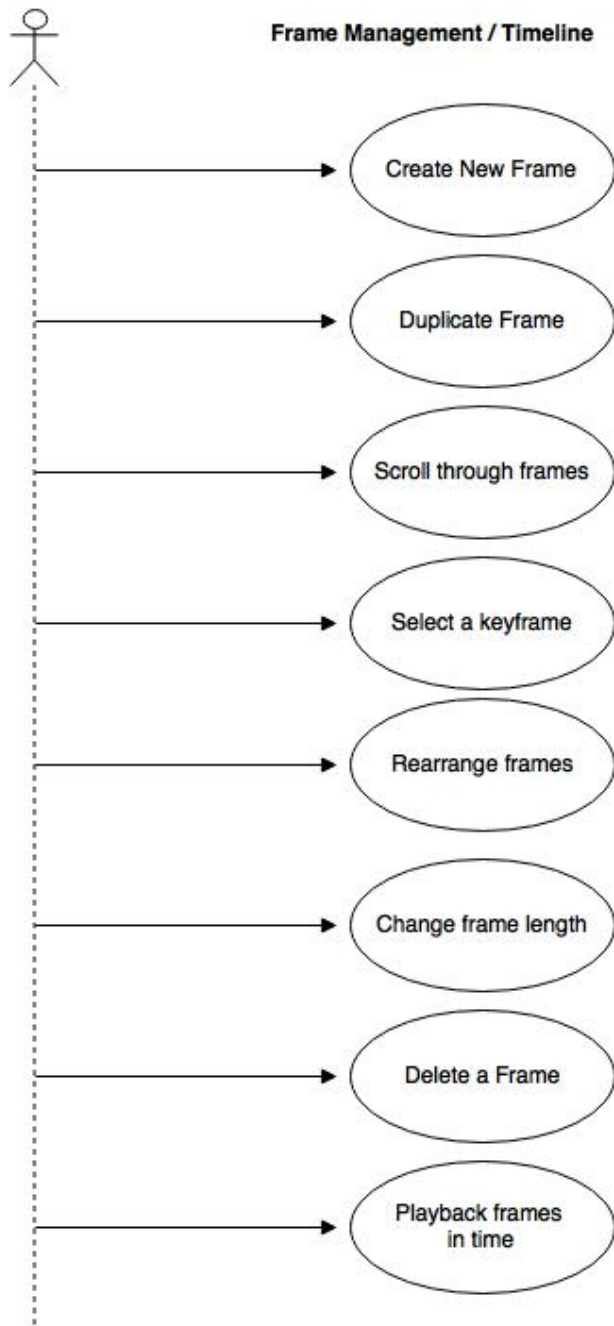 Frame Management / Timeline
Create New Frame
Duplicate Frame
Scroll through frames
Select a keyframe
Rearrange frames
Change frame length
Delete a Frame
Playback frames
in time